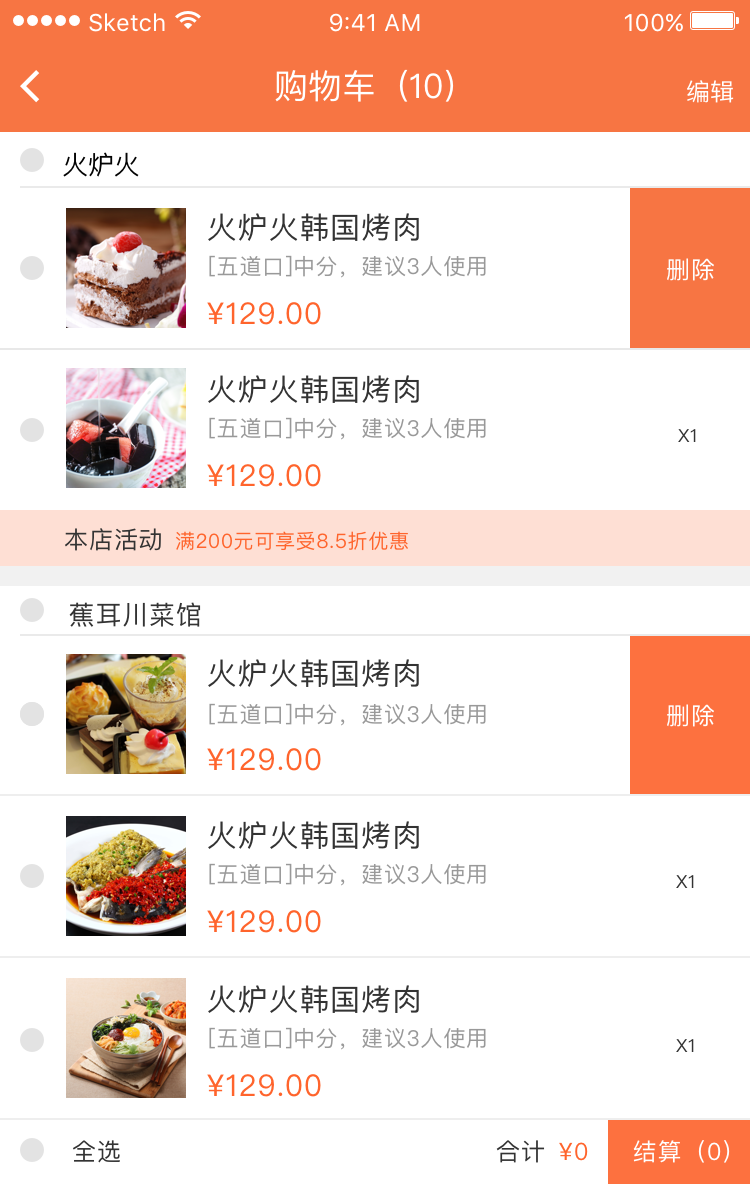 Sketch 9:41 AM 100%
购物车（10） 编辑
火炉火
火炉火韩国烤肉
[五道口]中分，建议3人使用
¥129.00
删除
火炉火韩国烤肉
[五道口]中分，建议3人使用
¥129.00
X1
本店活动 满200元可享受8.5折优惠
蕉耳川菜馆
火炉火韩国烤肉
[五道口]中分，建议3人使用
¥129.00
删除
火炉火韩国烤肉
[五道口]中分，建议3人使用
¥129.00
X1
火炉火韩国烤肉
[五道口]中分，建议3人使用
¥129.00
X1
全选 合计 ¥0 结算（0）